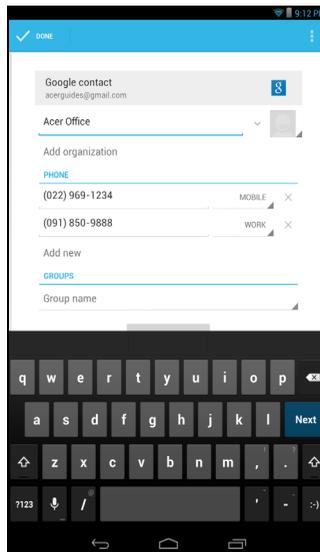 9:12 P
DONE
Google contact
acerguides@gmail.com
8
Acer Office
Add organization
PHONE
(022) 969-1234 MOBILE
(091) 850-9888 WORK
Add new
GROUPS
Group name
q w e r t y u i o p
a s d f g h j k l Next
z x c v b n m , ! . ?
?123 / @ ' - :-)